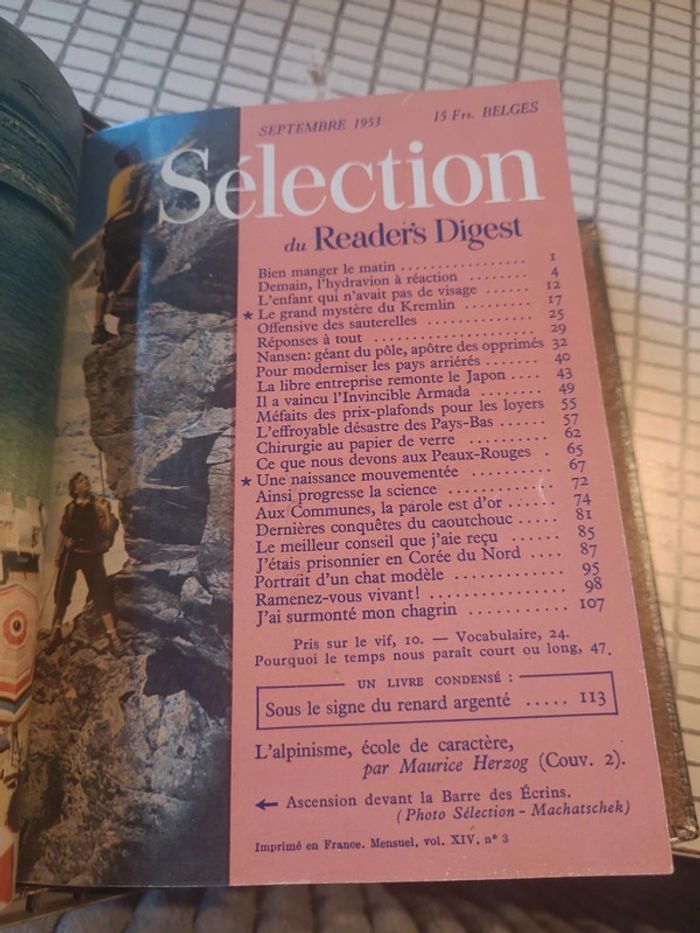 SEPTEMBRE 1953 15 Frs. BELGES
Sélection
du Reader's Digest
Bien manger le matin .................. 1
Demain, l'hydravion à réaction ........ 4
L'enfant qui n'avait pas de visage ...... 12
★ Le grand mystère du Kremlin ......... 17
Offensive des sauterelles ............. 25
Réponses à tout ...................... 29
Nansen: géant du pôle, apôtre des opprimés 32
Pour moderniser les pays arriérés ....... 40
La libre entreprise remonte le Japon .... 43
Il a vaincu l'Invincible Armada ........ 49
Méfaits des prix-plafonds pour les loyers 55
L'effroyable désastre des Pays-Bas ...... 57
Chirurgie au papier de verre .......... 62
Ce que nous devons aux Peaux-Rouges . 65
★ Une naissance mouvementée .......... 67
Ainsi progresse la science ............. 72
Aux Communes, la parole est d'or ...... 74
Dernières conquêtes du caoutchouc ..... 81
Le meilleur conseil que j'aie reçu ...... 85
J'étais prisonnier en Corée du Nord .... 87
Portrait d'un chat modèle ............. 95
Ramenez-vous vivant! ................. 98
J'ai surmonté mon chagrin ........... 107
Pris sur le vif, 10. — Vocabulaire, 24.
Pourquoi le temps nous paraît court ou long, 47.
UN LIVRE CONDENSÉ :
Sous le signe du renard argenté ..... 113
L'alpinisme, école de caractère,
par Maurice Herzog (Couv. 2).
← Ascension devant la Barre des Écrins.
(Photo Sélection - Machatschek)
Imprimé en France. Mensuel, vol. XIV, n° 3